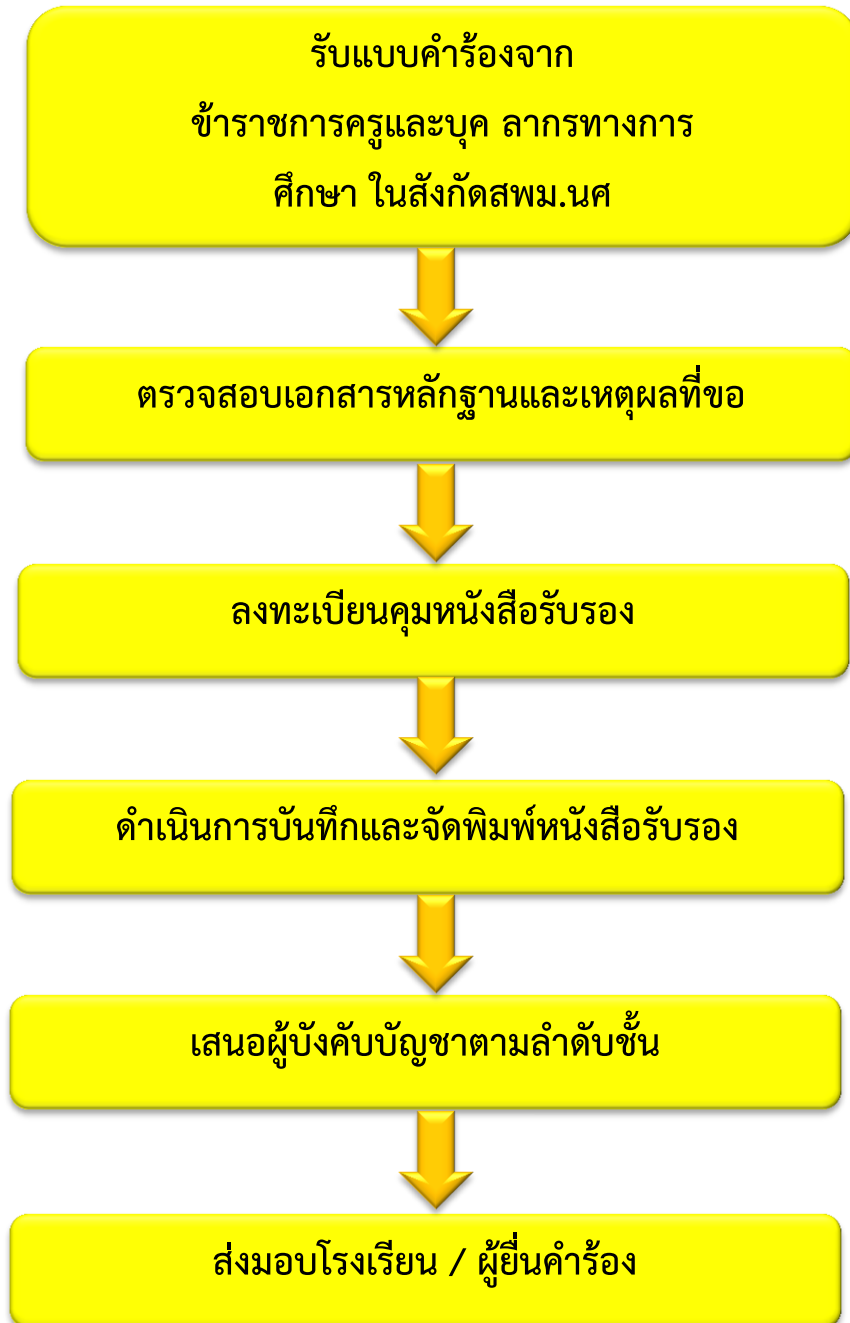 รับแบบคำร้องจาก
ข้าราชการครูและบุค ลากรทางการ
ศึกษา ในสังกัดสพม.นศ
ตรวจสอบเอกสารหลักฐานและเหตุผลที่ขอ
ลงทะเบียนคุมหนังสือรับรอง
ดำเนินการบันทึกและจัดพิมพ์หนังสือรับรอง
เสนอผู้บังคับบัญชาตามลำดับชั้น
ส่งมอบโรงเรียน / ผู้ยื่นคำร้อง